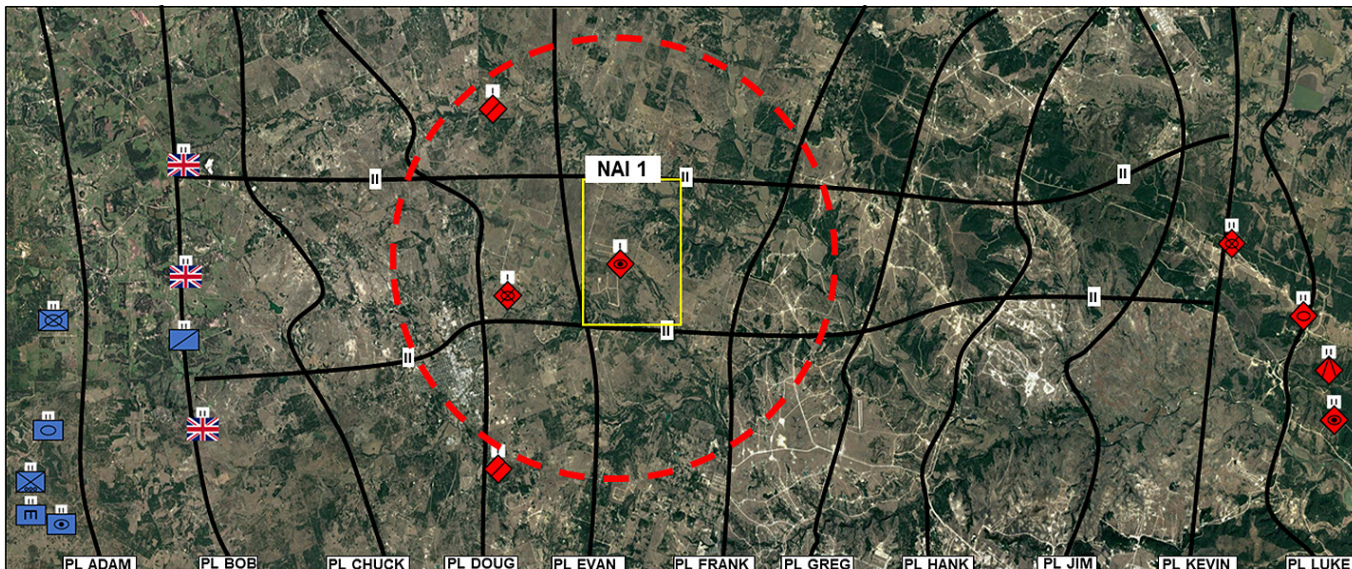 NAI 1
II
II
II
II
II
II
PL ADAM
PL BOB
PL CHUCK
PL DOUG
PL EVAN
PL FRANK
PL GREG
PL HANK
PL JIM
PL KEVIN
PL LUKE